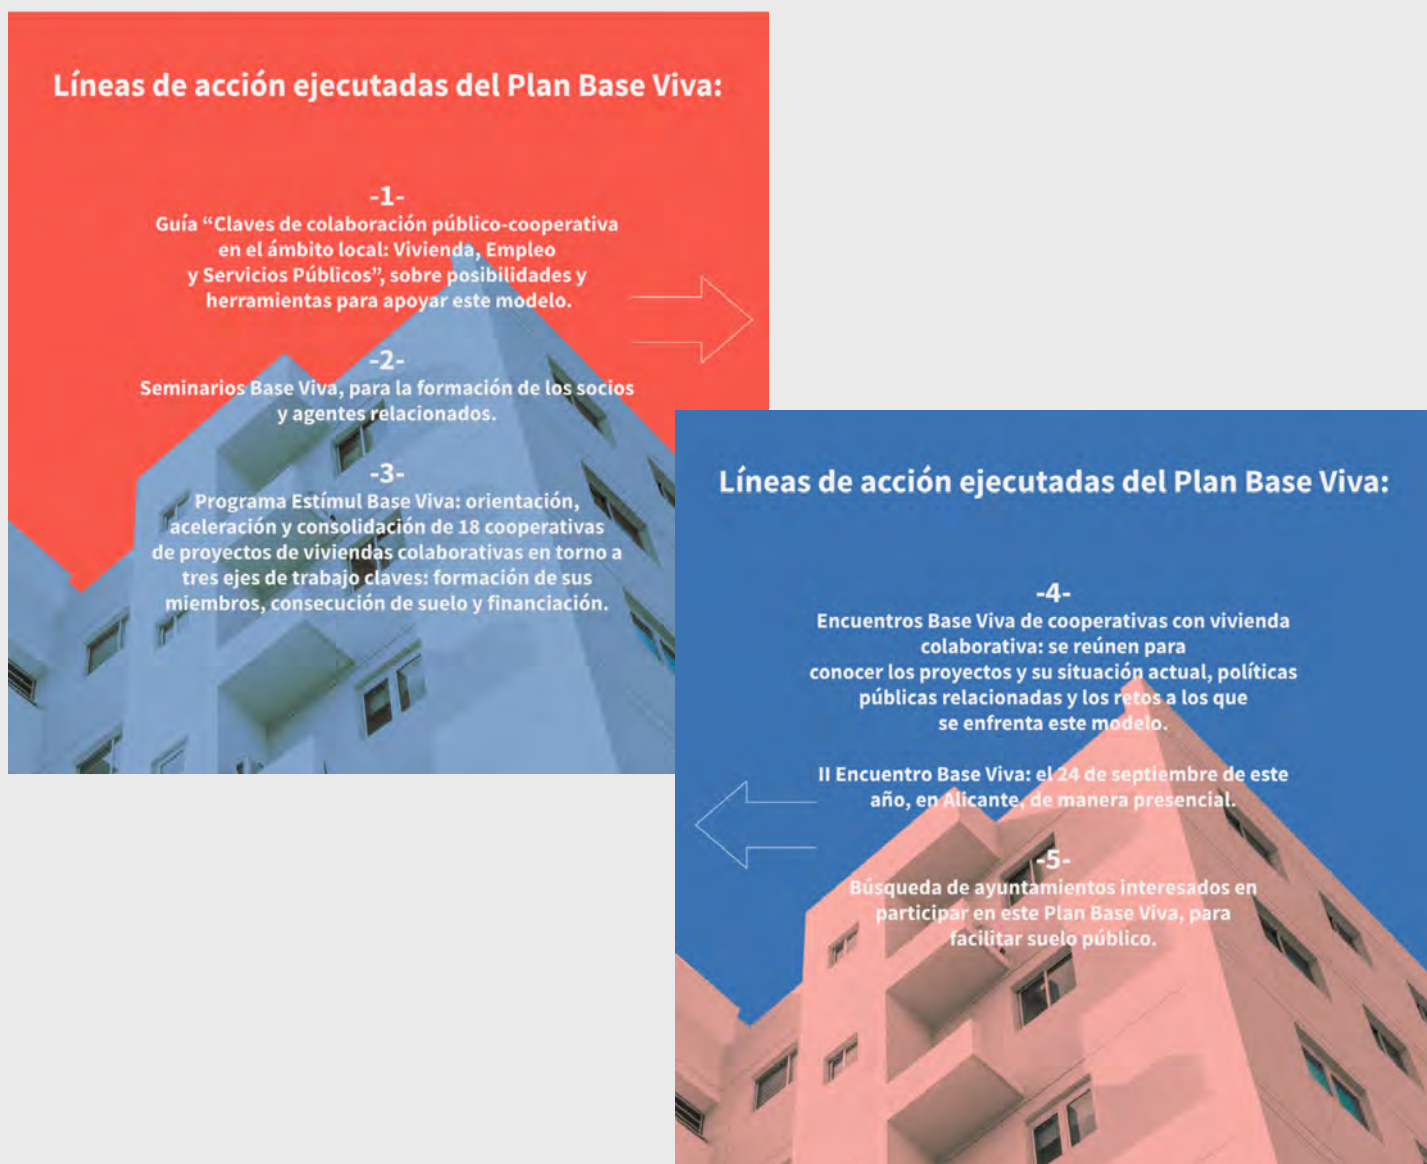 Líneas de acción ejecutadas del Plan Base Viva:
-1-
Guía “Claves de colaboración público-cooperativa
en el ámbito local: Vivienda, Empleo
y Servicios Públicos”, sobre posibilidades y
herramientas para apoyar este modelo.
-2-
Seminarios Base Viva, para la formación de los socios
y agentes relacionados.
-3-
Programa Estímul Base Viva: orientación,
aceleración y consolidación de 18 cooperativas
de proyectos de viviendas colaborativas en torno a
tres ejes de trabajo claves: formación de sus
miembros, consecución de suelo y financiación.
Líneas de acción ejecutadas del Plan Base Viva:
-4-
Encuentros Base Viva de cooperativas con vivienda
colaborativa: se reúnen para
conocer los proyectos y su situación actual, políticas
públicas relacionadas y los retos a los que
se enfrenta este modelo.
II Encuentro Base Viva: el 24 de septiembre de este
año, en Alicante, de manera presencial.
-5-
Búsqueda de ayuntamientos interesados en
participar en este Plan Base Viva, para
facilitar suelo público.